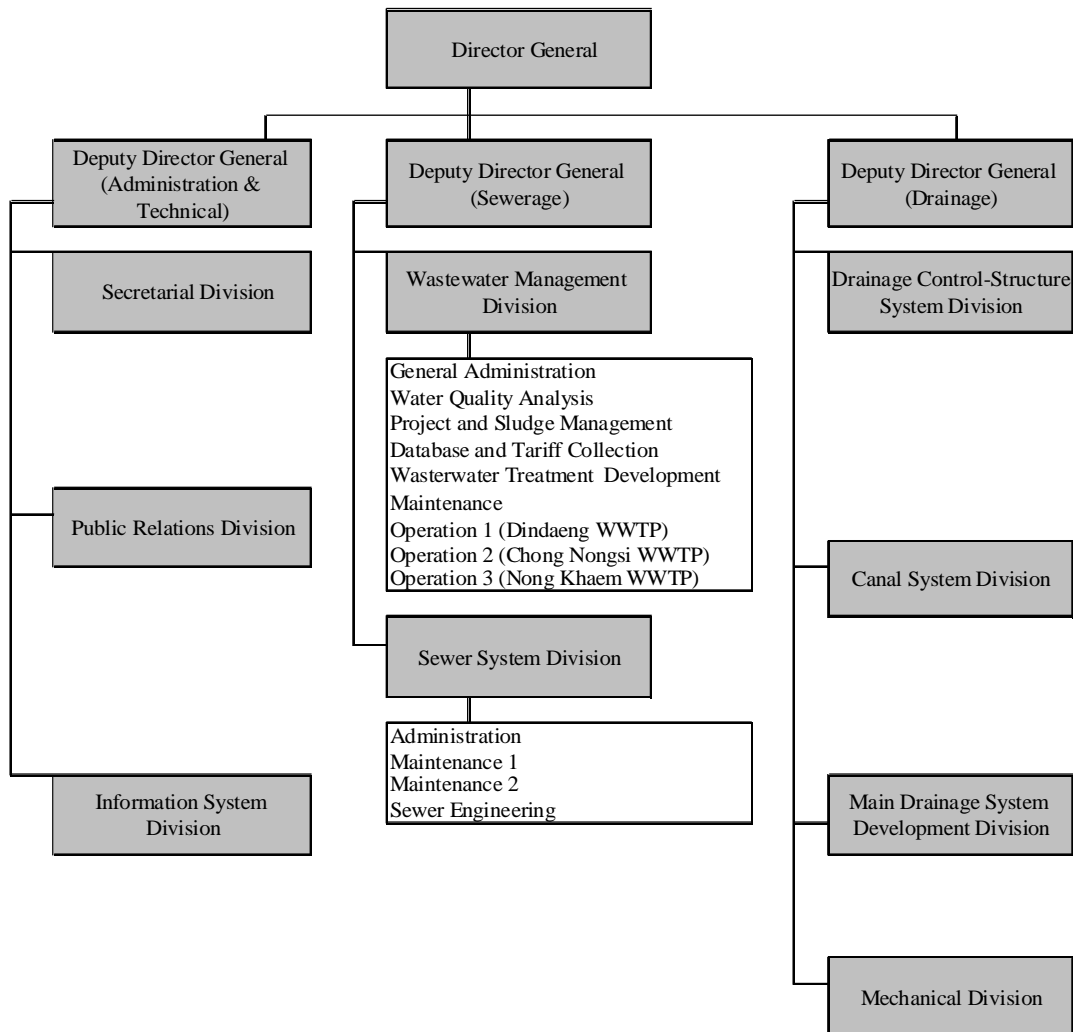 Director General
Deputy Director General
(Administration &
Technical)
Deputy Director General
(Sewerage)
Deputy Director General
(Drainage)
Secretarial Division
Wastewater Management
Division
Drainage Control-Structure
System Division
General Administration
Water Quality Analysis
Project and Sludge Management
Database and Tariff Collection
Wasterwater Treatment Development
Maintenance
Operation 1 (Dindaeng WWTP)
Operation 2 (Chong Nongsi WWTP)
Operation 3 (Nong Khaem WWTP)
Public Relations Division
Canal System Division
Sewer System Division
Administration
Maintenance 1
Maintenance 2
Sewer Engineering
Information System
Division
Main Drainage System
Development Division
Mechanical Division